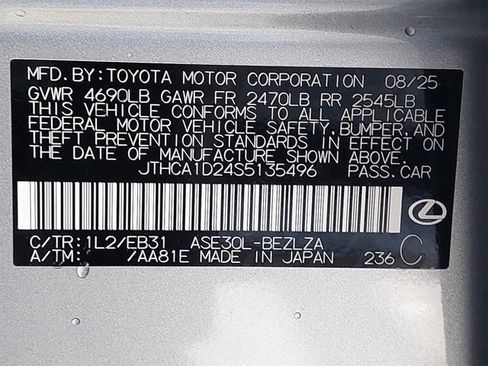 MFD.BY:TOYOTA MOTOR CORPORATION 08/25
GVWR 4690LB GAWR FR 2470LB RR 2545LB
THIS VEHICLE CONFORMS TO ALL APPLICABLE
FEDERAL MOTOR VEHICLE SAFETY, BUMPER, AND
THEFT PREVENTION STANDARDS IN EFFECT ON
THE DATE OF MANUFACTURE SHOWN ABOVE.
JTHCA1D24S5135496 PASS.CAR
C/TR:1L2/EB31 ASE30L-BEZLZA C
A/TM: /AA81E MADE IN JAPAN 236